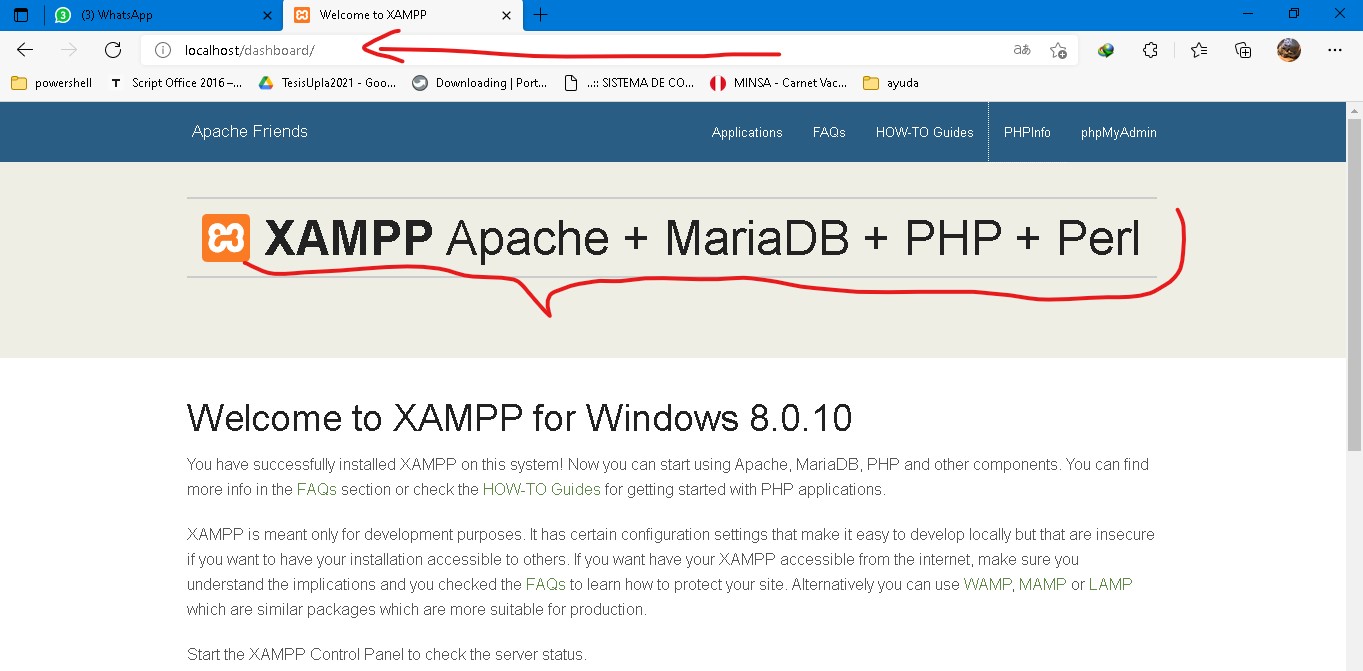 (3) WhatsApp
Welcome to XAMPP
localhost/dashboard/
aあ
powershell
T Script Office 2016 –...
TesisUpla2021 - Goo...
Downloading | Port...
..:: SISTEMA DE CO...
MINSA - Carnet Vac...
ayuda
Apache Friends
Applications
FAQs
HOW-TO Guides
PHPInfo
phpMyAdmin
XAMPP Apache + MariaDB + PHP + Perl
Welcome to XAMPP for Windows 8.0.10
You have successfully installed XAMPP on this system! Now you can start using Apache, MariaDB, PHP and other components. You can find
more info in the FAQs section or check the HOW-TO Guides for getting started with PHP applications.
XAMPP is meant only for development purposes. It has certain configuration settings that make it easy to develop locally but that are insecure
if you want to have your installation accessible to others. If you want have your XAMPP accessible from the internet, make sure you
understand the implications and you checked the FAQs to learn how to protect your site. Alternatively you can use WAMP, MAMP or LAMP
which are similar packages which are more suitable for production.
Start the XAMPP Control Panel to check the server status.